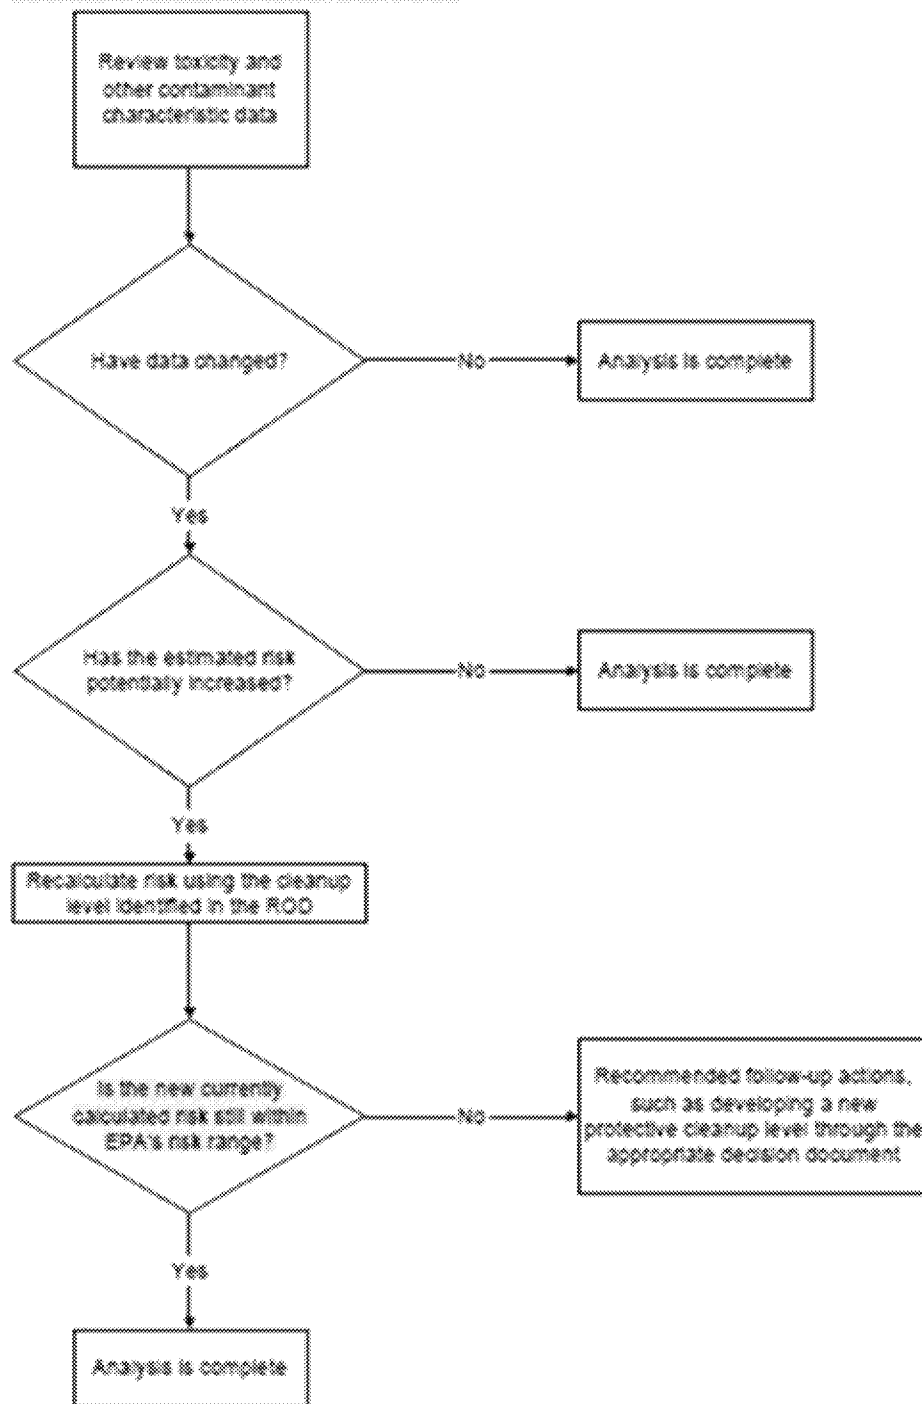 Review toxicity and
other contaminant
characteristic data
Have data changed?
No
Analysis is complete
Yes
Has the estimated risk
potentially increased?
No
Analysis is complete
Yes
Recalculate risk using the cleanup
level identified in the ROD
Is the new currently
calculated risk still within
EPA's risk range?
No
Recommended follow-up actions,
such as developing a new
protective cleanup level through the
appropriate decision document
Yes
Analysis is complete